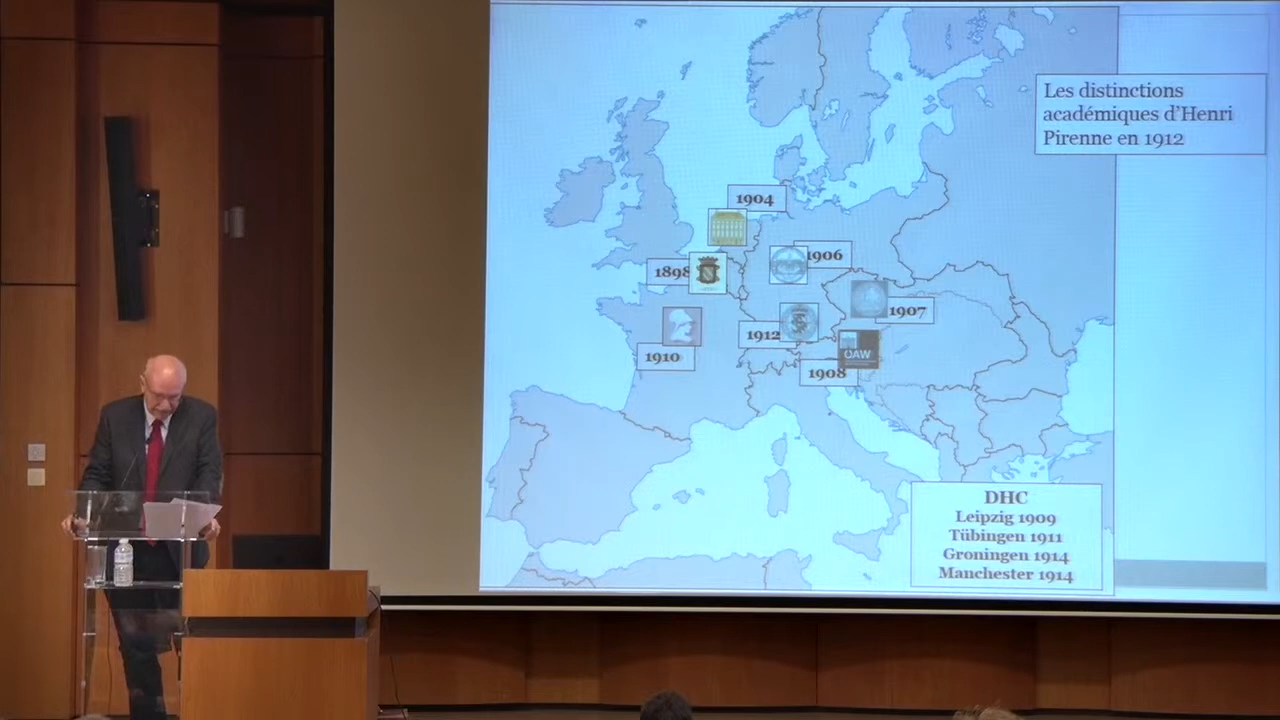 Les distinctions
académiques d'Henri
Pirenne en 1912
1904
1906
1898
1907
1912
1910
ÖAW
1908
DHC
Leipzig 1909
Tübingen 1911
Groningen 1914
Manchester 1914